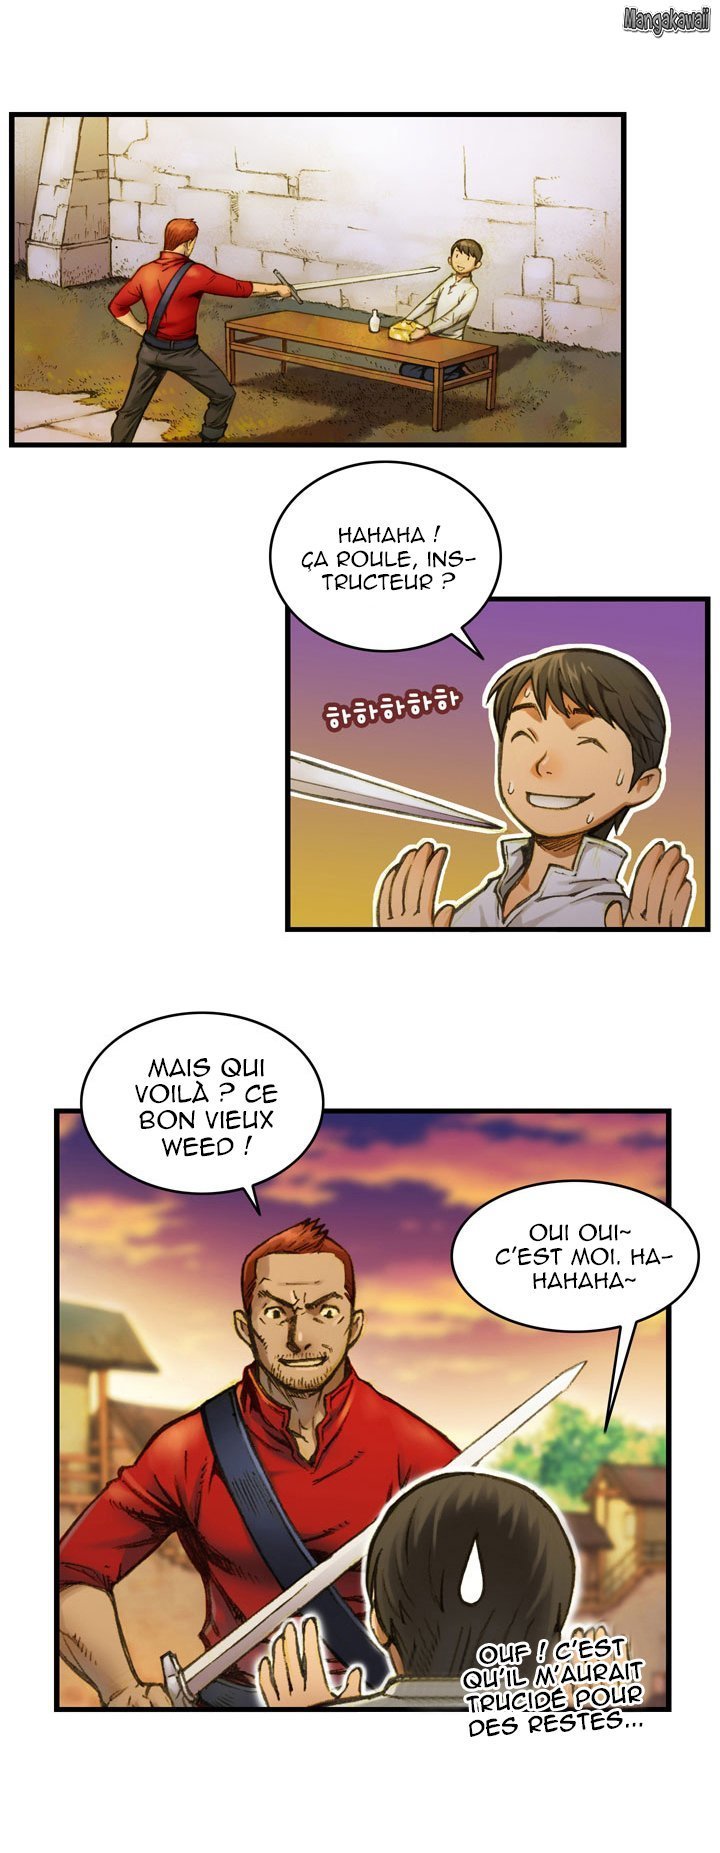 Mangakawaii
HAHAHA !
ÇA ROULE, INS-
TRUCTEUR ?
하하하하하
MAIS QUI
VOILÀ ? CE
BON VIEUX
WEED !
OUI OUI~
C'EST MOI. HA-
HAHAHA~
OUF ! C'EST
QU'IL M'AURAIT
TRUCIDÉ POUR
DES RESTES...